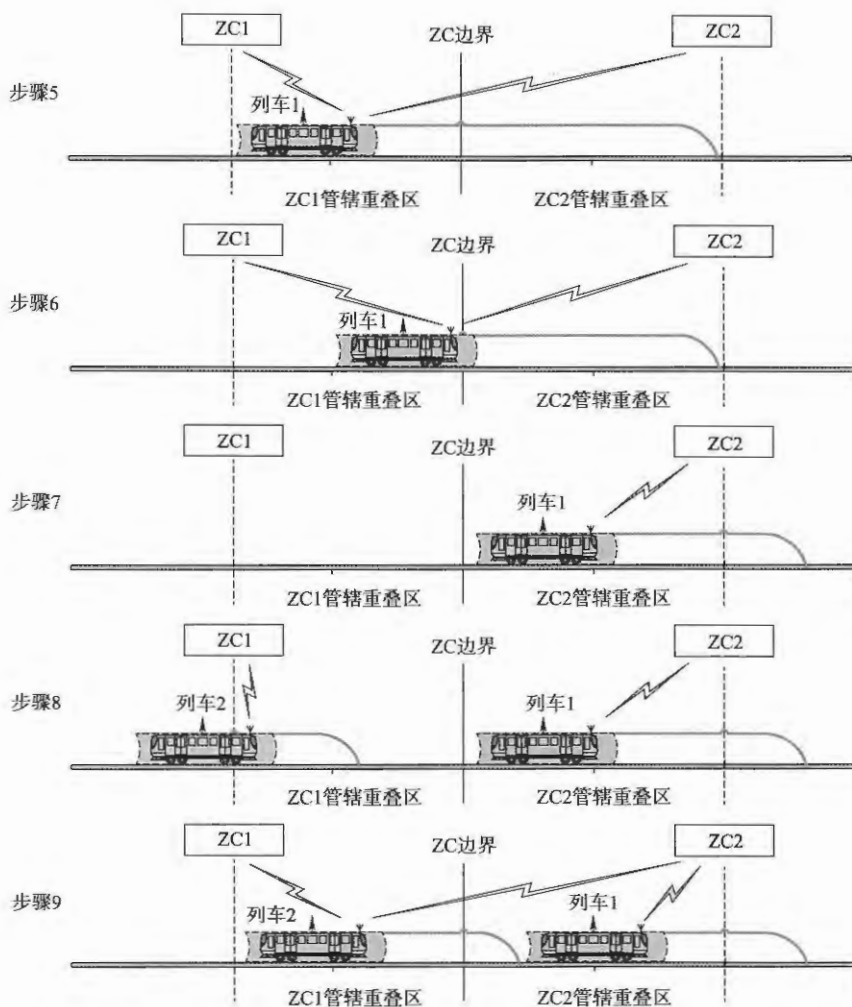 ZC1 ZC边界 ZC2
步骤5
列车1
ZC1管辖重叠区 ZC2管辖重叠区
ZC1 ZC边界 ZC2
步骤6
列车1
ZC1管辖重叠区 ZC2管辖重叠区
ZC1 ZC边界 ZC2
步骤7
列车1
ZC1管辖重叠区 ZC2管辖重叠区
ZC1 ZC边界 ZC2
步骤8
列车2 列车1
ZC1管辖重叠区 ZC2管辖重叠区
ZC1 ZC边界 ZC2
步骤9
列车2 列车1
ZC1管辖重叠区 ZC2管辖重叠区